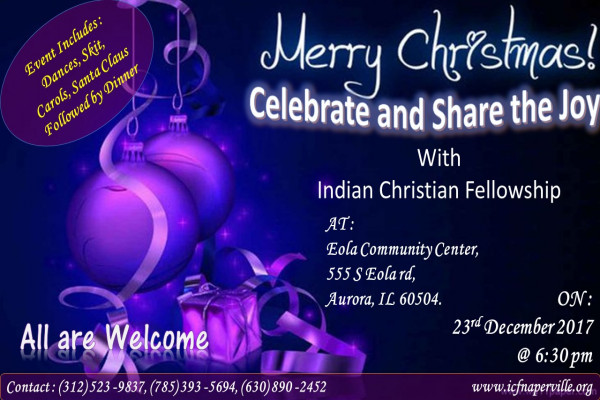 Event Includes :
Dances, Skit,
Carols, Santa Claus
Followed by Dinner
Merry Christmas!
Celebrate and Share the Joy
With
Indian Christian Fellowship
AT :
Eola Community Center,
555 S Eola rd,
Aurora, IL 60504.
ON :
23rd December 2017
@ 6:30 pm
All are Welcome
Contact : (312) 523 -9837, (785)393 -5694, (630)890 -2452
www.icfnaperville.org